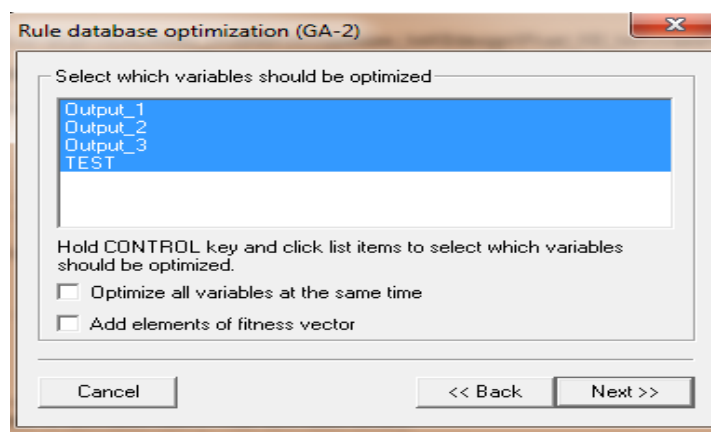 Rule database optimization (GA-2)
Select which variables should be optimized
Output_1
Output_2
Output_3
TEST
Hold CONTROL key and click list items to select which variables
should be optimized.
Optimize all variables at the same time
Add elements of fitness vector
Cancel
<< Back
Next >>